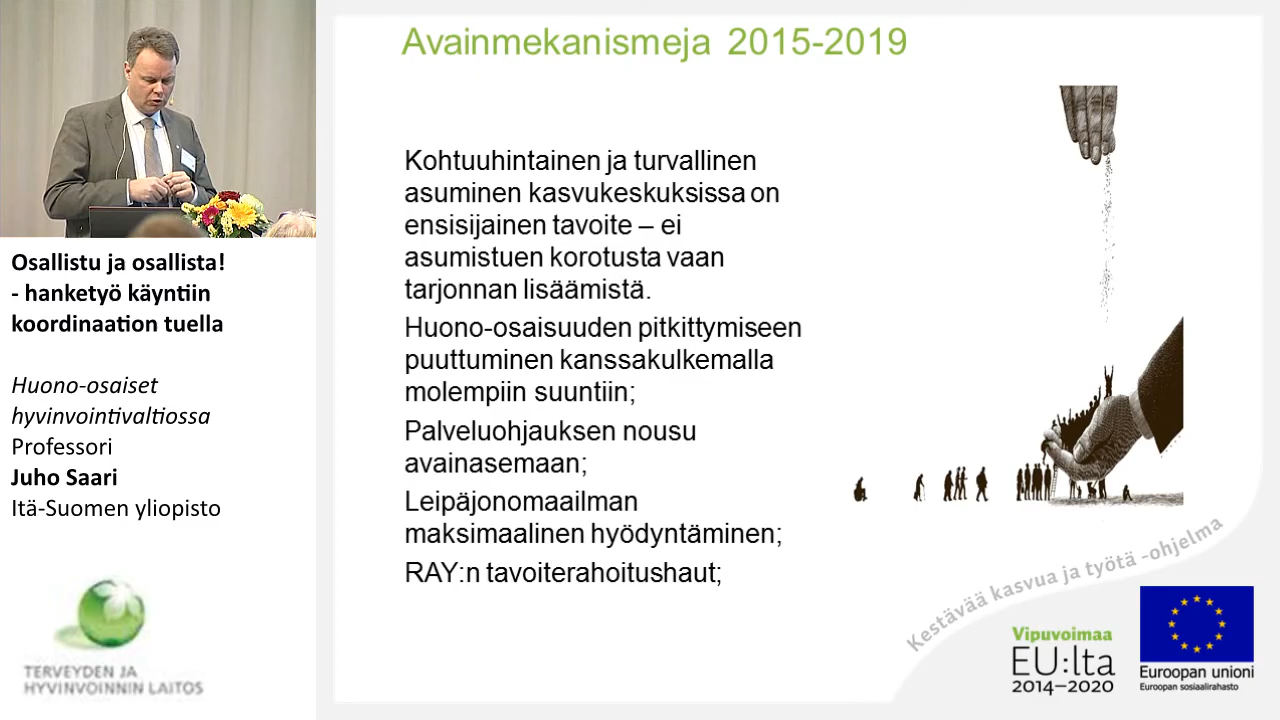 Avainmekanismeja 2015-2019
Kohtuuhintainen ja turvallinen
asuminen kasvukeskuksissa on
ensisijainen tavoite – ei
asumistuen korotusta vaan
tarjonnan lisäämistä.
Huono-osaisuuden pitkittymiseen
puuttuminen kanssakulkemalla
molempiin suuntiin;
Palveluohjauksen nousu
avainasemaan;
Leipäjonomaailman
maksimaalinen hyödyntäminen;
RAY:n tavoiterahoitushaut;
Osallistu ja osallista!
- hanketyö käyntiin
koordinaation tuella
Huono-osaiset
hyvinvointivaltiossa
Professori
Juho Saari
Itä-Suomen yliopisto
TERVEYDEN JA
HYVINVOINNIN LAITOS
Kestävää kasvua ja työtä -ohjelma
Vipuvoimaa
EU:lta
2014–2020
Euroopan unioni
Euroopan sosiaalirahasto